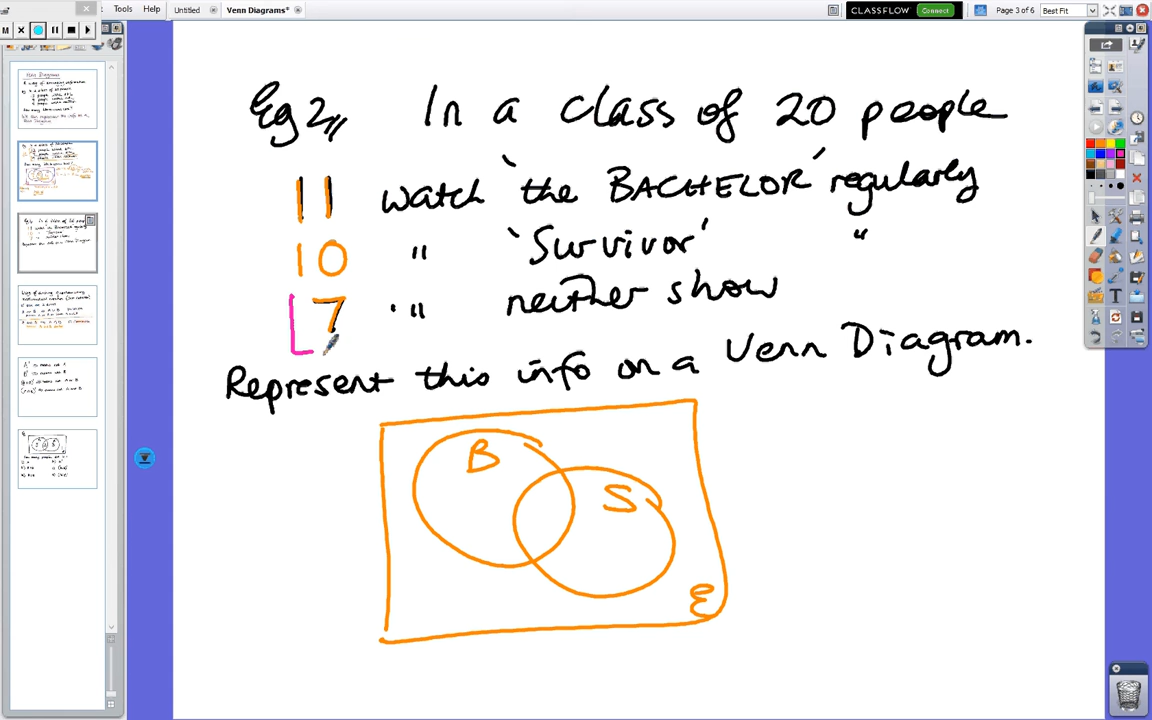 Tools Help Untitled Venn Diagrams* CLASSFLOW Connect Page 3 of 6 Best Fit
M
Eg 2,, In a class of 20 people
11 watch 'the BACHELOR' regularly
10 " 'Survivor' "
7 " neither show
Represent this info on a Venn Diagram.
B
S
ξ